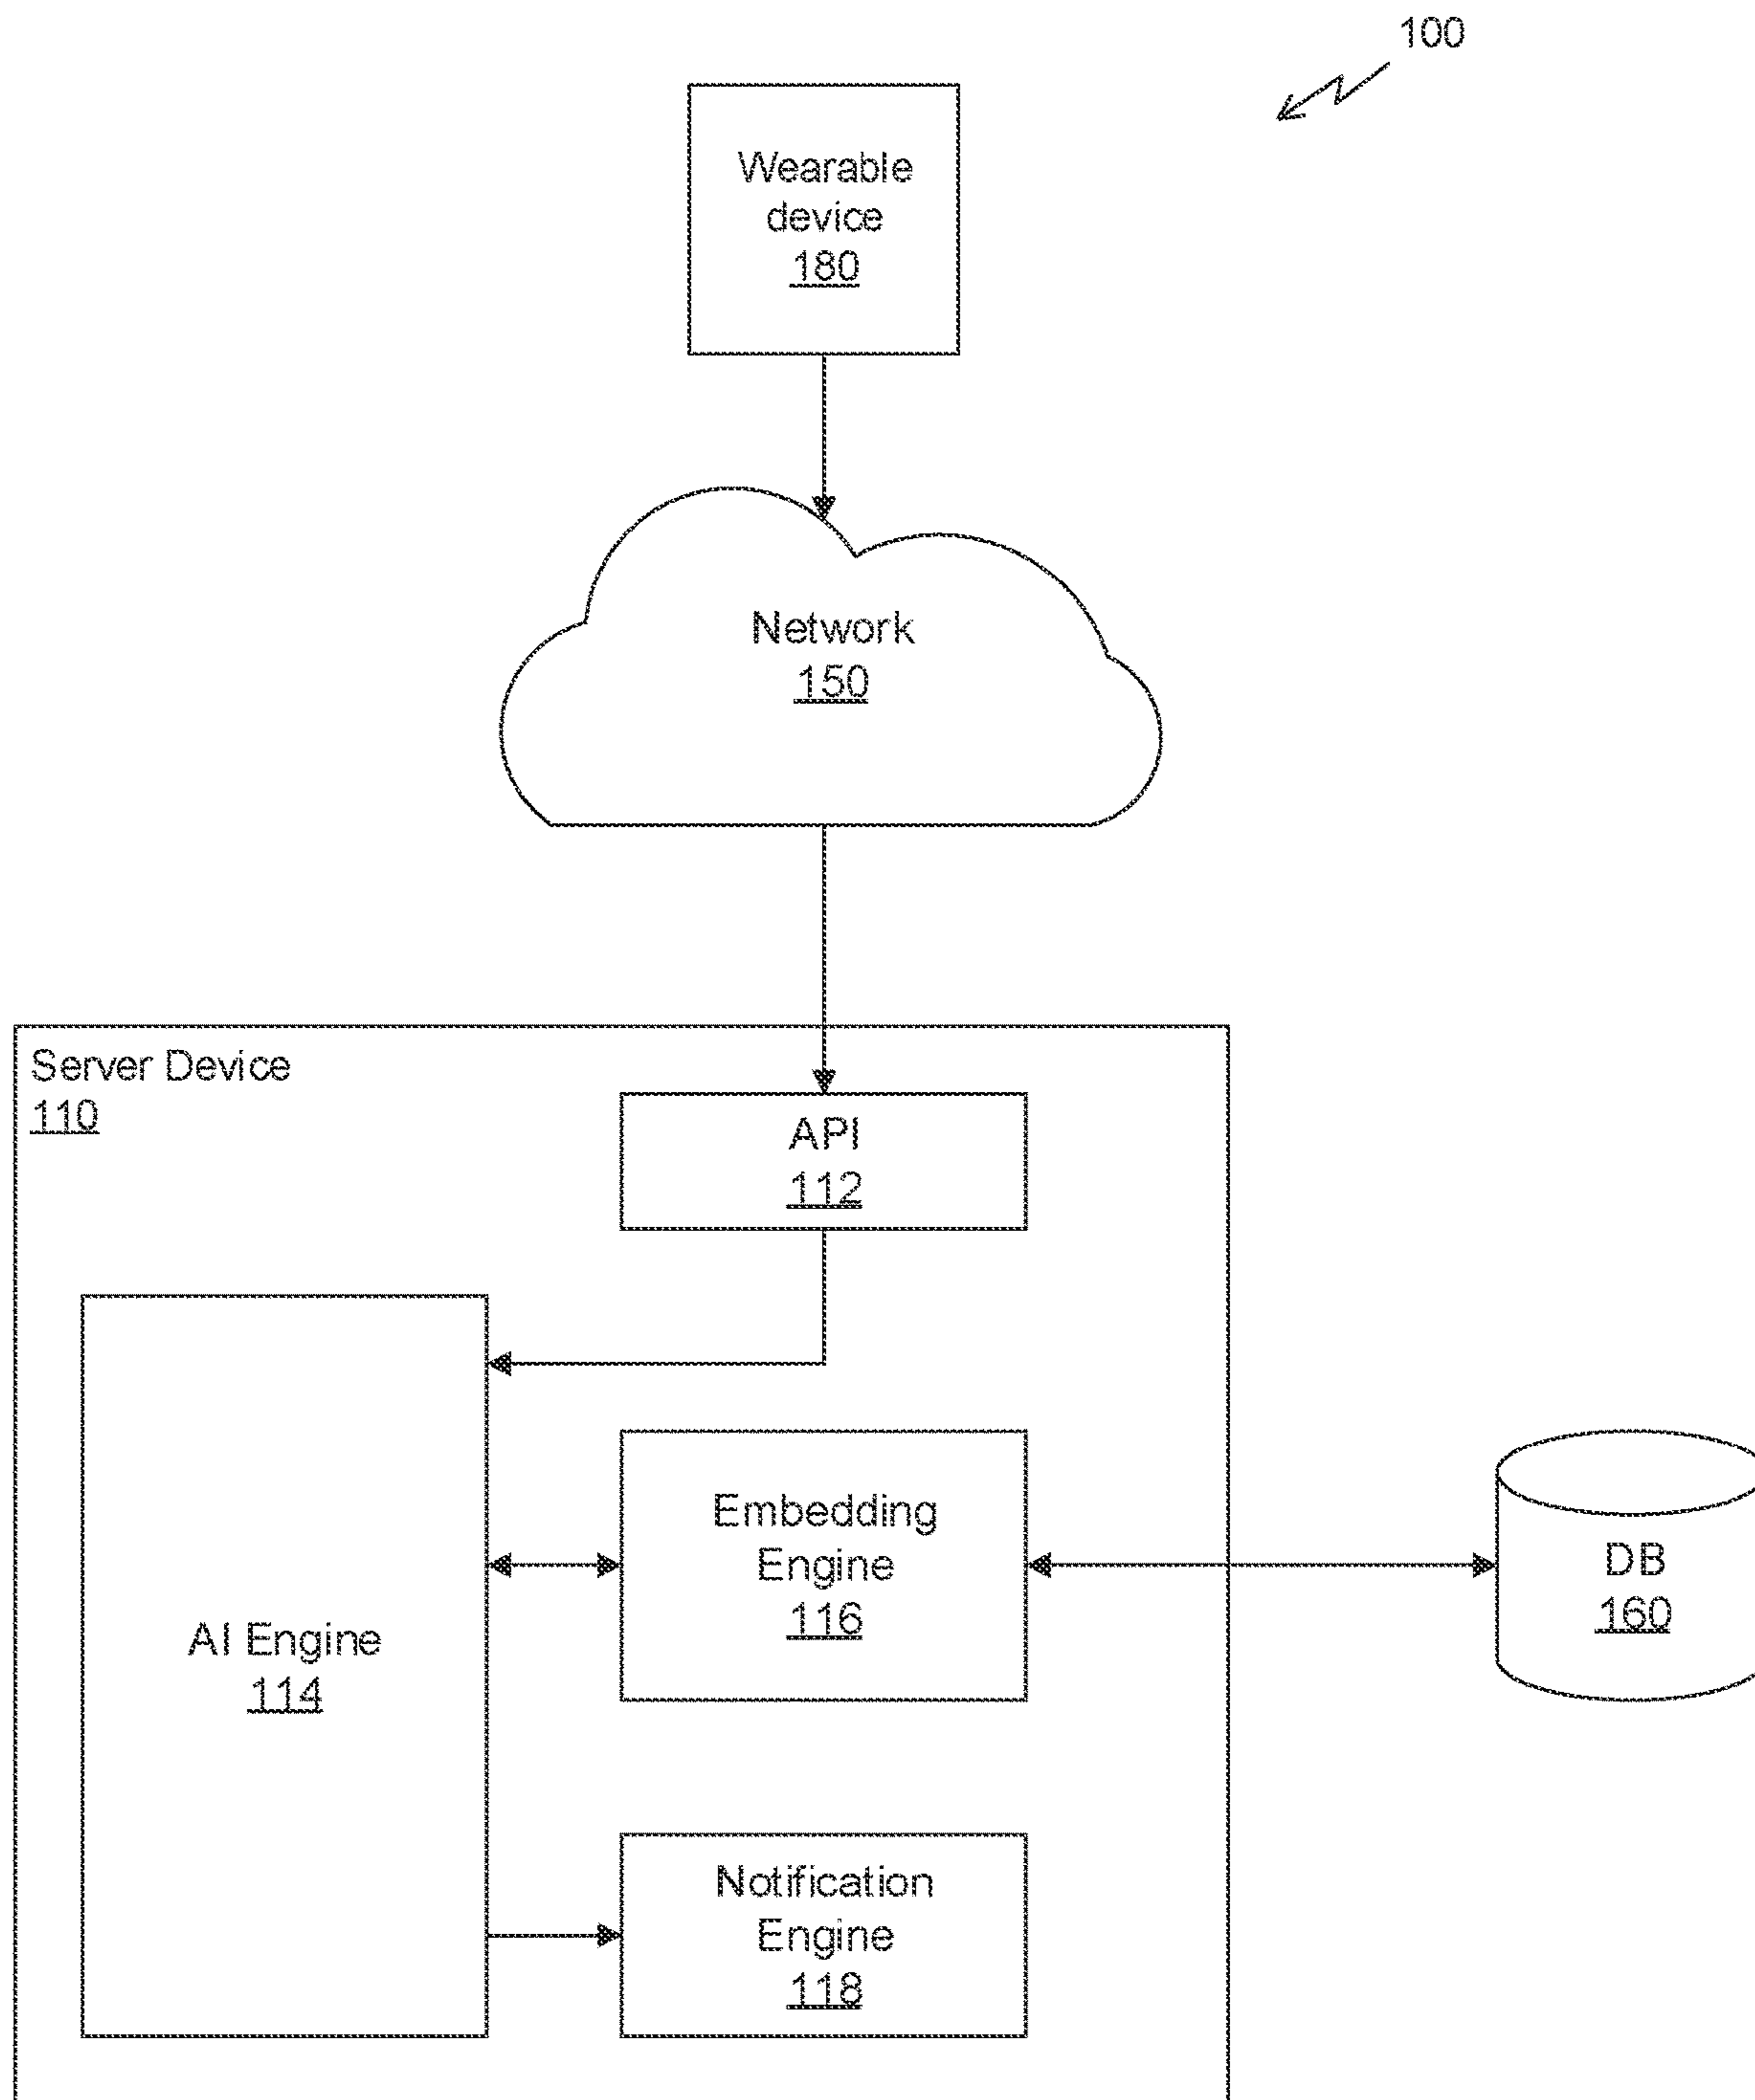 100
Wearable
device
180
Network
150
Server Device
110
API
112
Embedding
Engine
116
DB
160
AI Engine
114
Notification
Engine
118